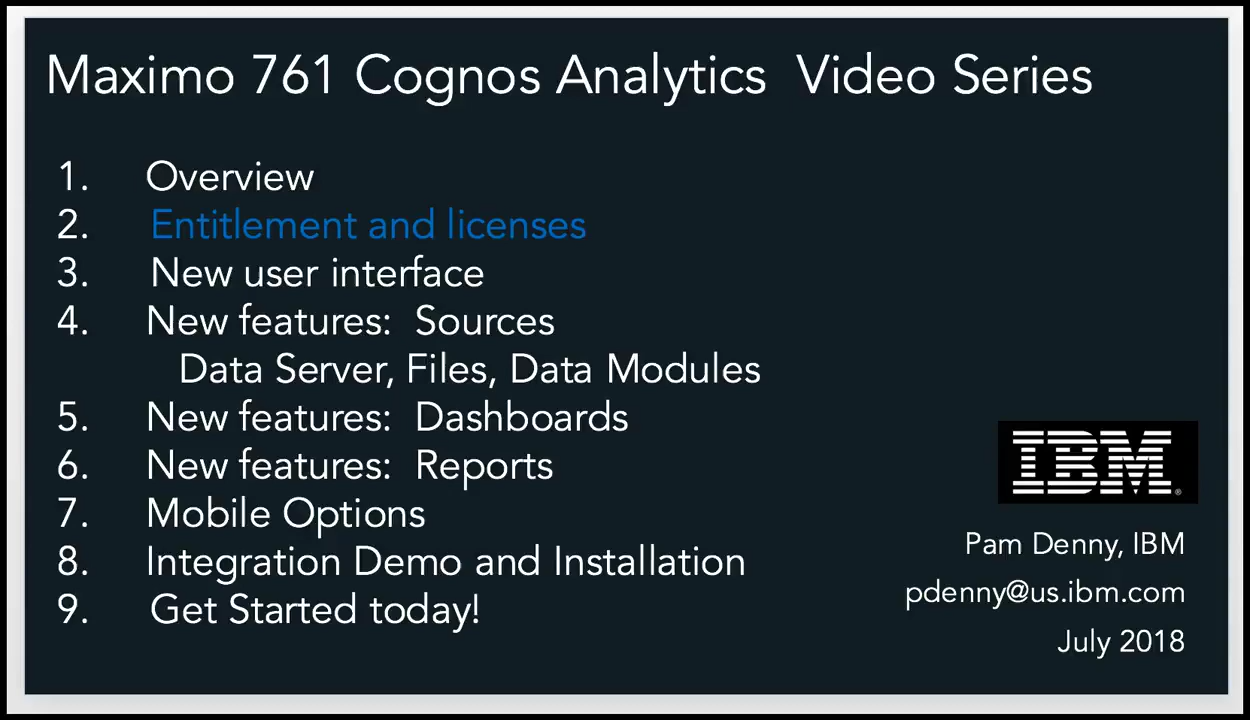 Maximo 761 Cognos Analytics  Video Series
1. Overview
2. Entitlement and licenses
3. New user interface
4. New features:  Sources
Data Server, Files, Data Modules
5. New features:  Dashboards
6. New features:  Reports
7. Mobile Options
8. Integration Demo and Installation
9. Get Started today!
IBM®
Pam Denny, IBM
pdenny@us.ibm.com
July 2018